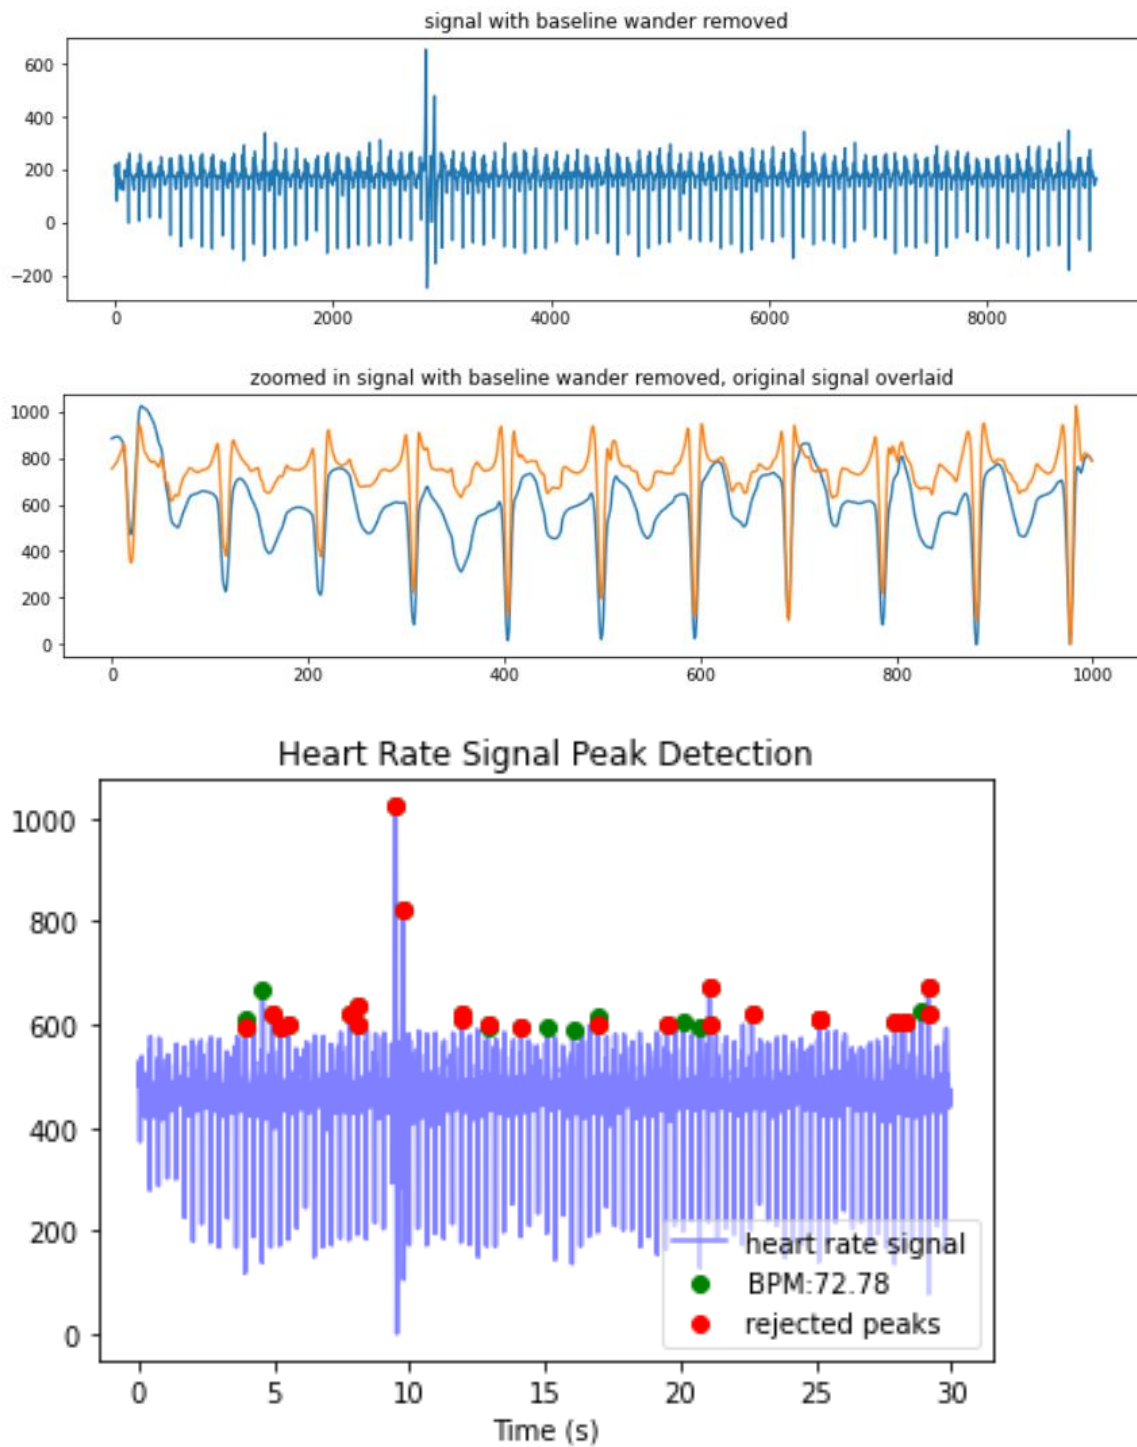 signal with baseline wander removed
600
400
200
0
−200
0 2000 4000 6000 8000
zoomed in signal with baseline wander removed, original signal overlaid
1000
800
600
400
200
0
0 200 400 600 800 1000
Heart Rate Signal Peak Detection
1000
800
600
400
200
heart rate signal
BPM:72.78
rejected peaks
0
0 5 10 15 20 25 30
Time (s)